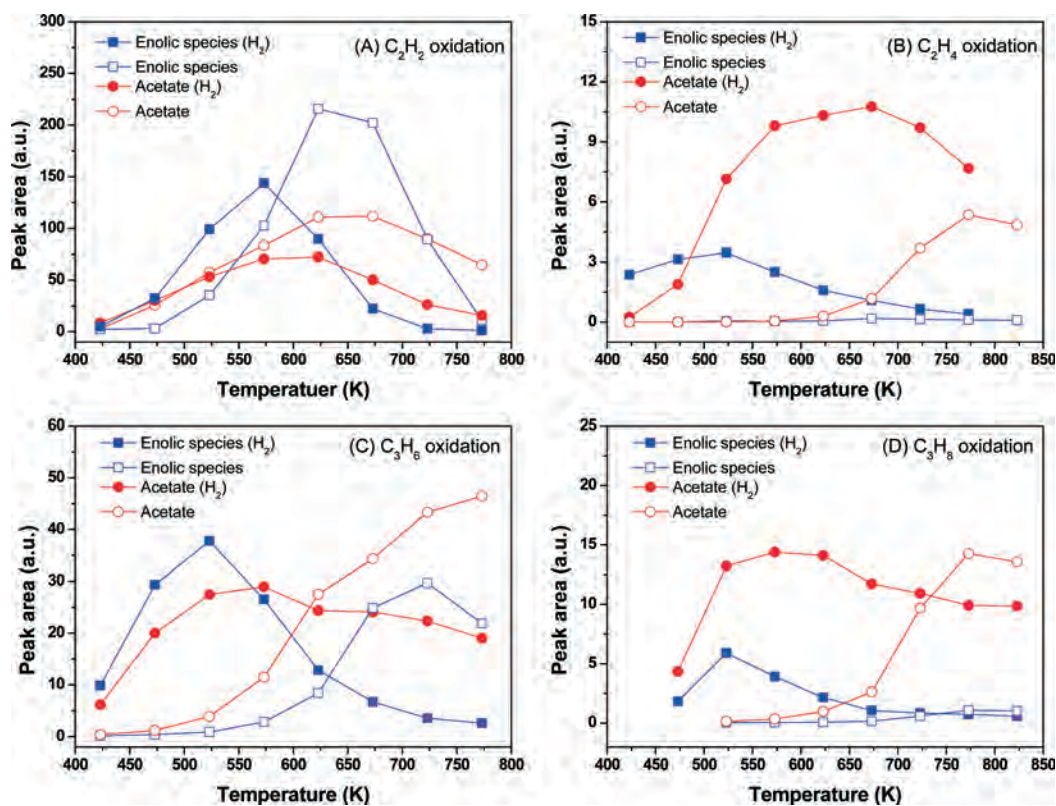 (A) C₂H₂ oxidation
Enolic species (H₂)
Enolic species
Acetate (H₂)
Acetate
Peak area (a.u.)
300
250
200
150
100
50
0
400 450 500 550 600 650 700 750 800
Temperatuer (K)
(B) C₂H₄ oxidation
Enolic species (H₂)
Enolic species
Acetate (H₂)
Acetate
Peak area (a.u.)
15
12
9
6
3
0
400 450 500 550 600 650 700 750 800 850
Temperature (K)
(C) C₃H₆ oxidation
Enolic species (H₂)
Enolic species
Acetate (H₂)
Acetate
Peak area (a.u.)
60
50
40
30
20
10
0
400 450 500 550 600 650 700 750 800
Temperature (K)
(D) C₃H₈ oxidation
Enolic species (H₂)
Enolic species
Acetate (H₂)
Acetate
Peak area (a.u.)
25
20
15
10
5
0
400 450 500 550 600 650 700 750 800 850
Temperature (K)